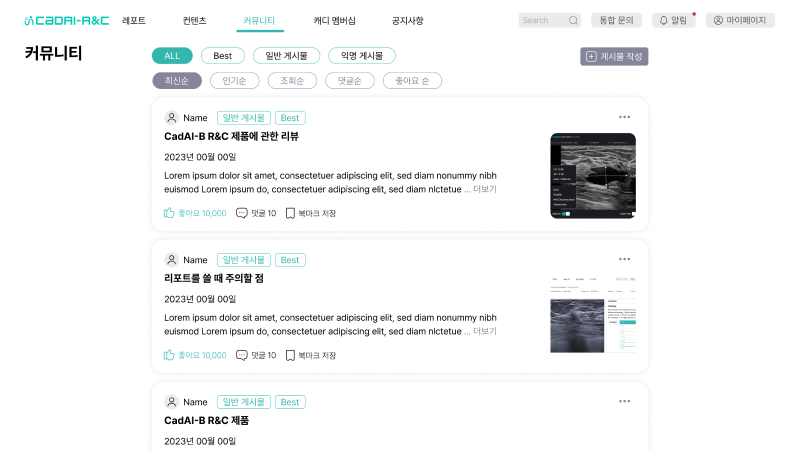 CADAI-R&C 레포트 컨텐츠 커뮤니티 캐디 멤버십 공지사항 Search 통합 문의 알림 마이페이지
커뮤니티
ALL Best 일반 게시물 익명 게시물 게시물 작성
최신순 인기순 조회순 댓글순 좋아요 순
Name 일반 게시물 Best
CadAI-B R&C 제품에 관한 리뷰
2023년 00월 00일
Lorem ipsum dolor sit amet, consectetuer adipiscing elit, sed diam nonummy nibh
euismod Lorem ipsum do, consectetuer adipiscing elit, sed diam nlctetue ... 더보기
좋아요 10,000 댓글 10 북마크 저장
Name 일반 게시물 Best
리포트를 쓸 때 주의할 점
2023년 00월 00일
Lorem ipsum dolor sit amet, consectetuer adipiscing elit, sed diam nonummy nibh
euismod Lorem ipsum do, consectetuer adipiscing elit, sed diam nlctetue ... 더보기
좋아요 10,000 댓글 10 북마크 저장
Name 일반 게시물 Best
CadAI-B R&C 제품
2023년 00월 00일